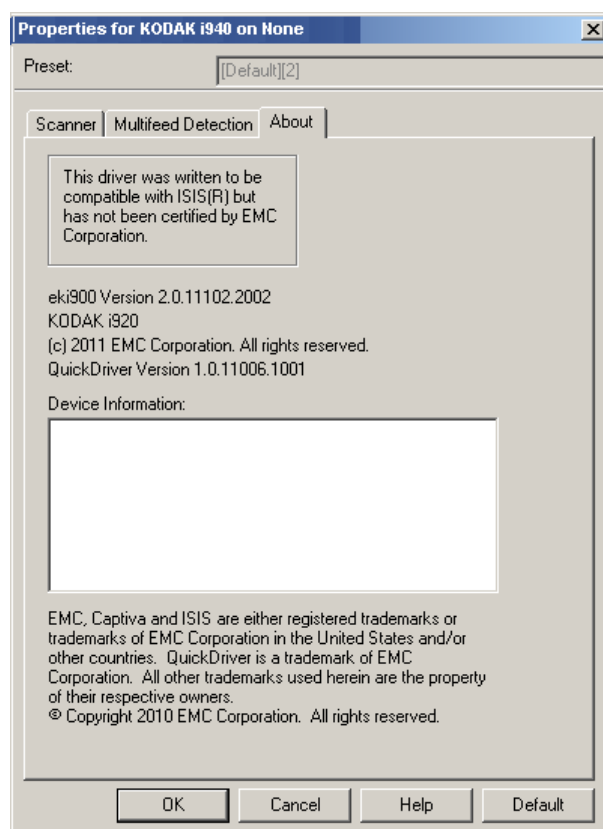 Properties for KODAK i940 on None
Preset:
[Default][2]
Scanner
Multifeed Detection
About
This driver was written to be
compatible with ISIS(R) but
has not been certified by EMC
Corporation.
eki900 Version 2.0.11102.2002
KODAK i920
(c) 2011 EMC Corporation. All rights reserved.
QuickDriver Version 1.0.11006.1001
Device Information:
EMC, Captiva and ISIS are either registered trademarks or
trademarks of EMC Corporation in the United States and/or
other countries.  QuickDriver is a trademark of EMC
Corporation.  All other trademarks used herein are the property
of their respective owners.
© Copyright 2010 EMC Corporation.  All rights reserved.
OK
Cancel
Help
Default